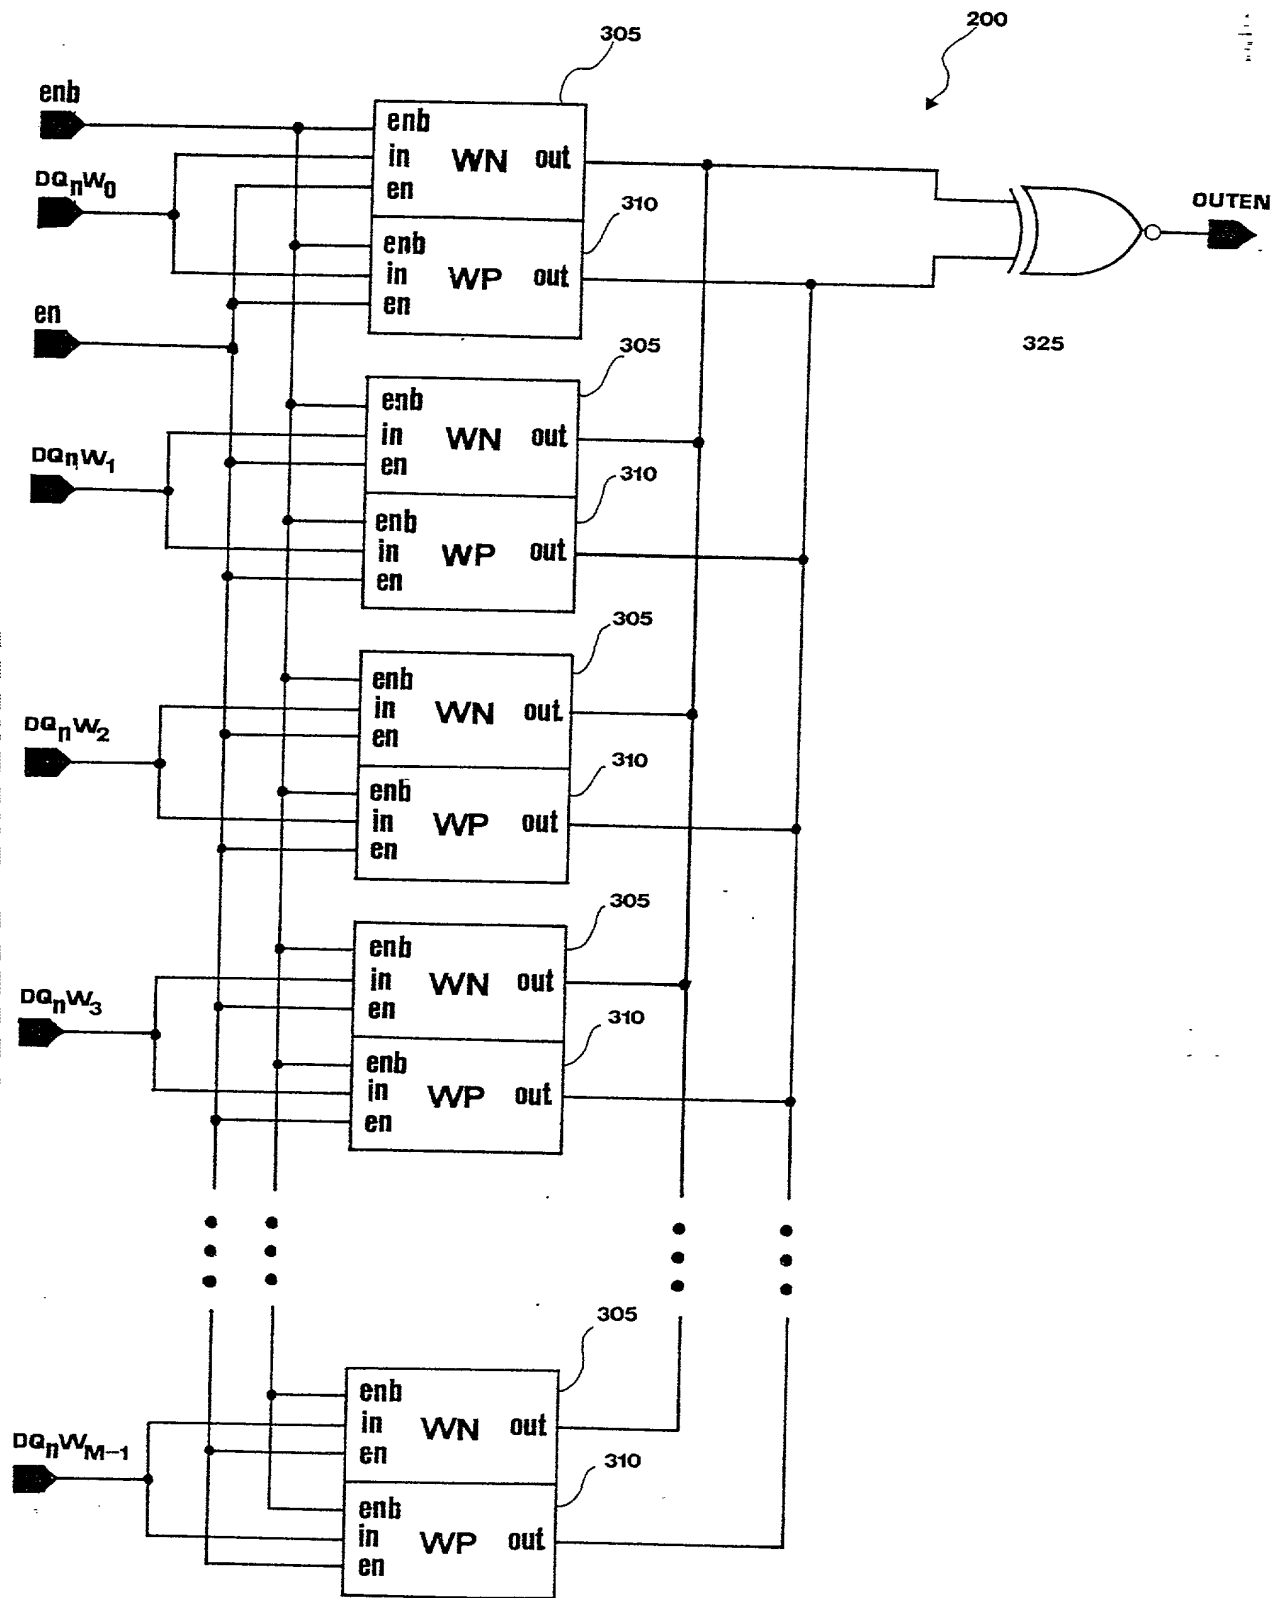 200
305
enb
enb
in
WN
out
en
DQnW0
OUTEN
310
enb
in
WP
out
en
en
325
305
enb
in
WN
out
en
DQnW1
310
enb
in
WP
out
en
305
enb
in
WN
out
en
DQnW2
310
enb
in
WP
out
en
305
enb
in
WN
out
en
DQnW3
310
enb
in
WP
out
en
305
enb
in
WN
out
en
DQnWM-1
310
enb
in
WP
out
en